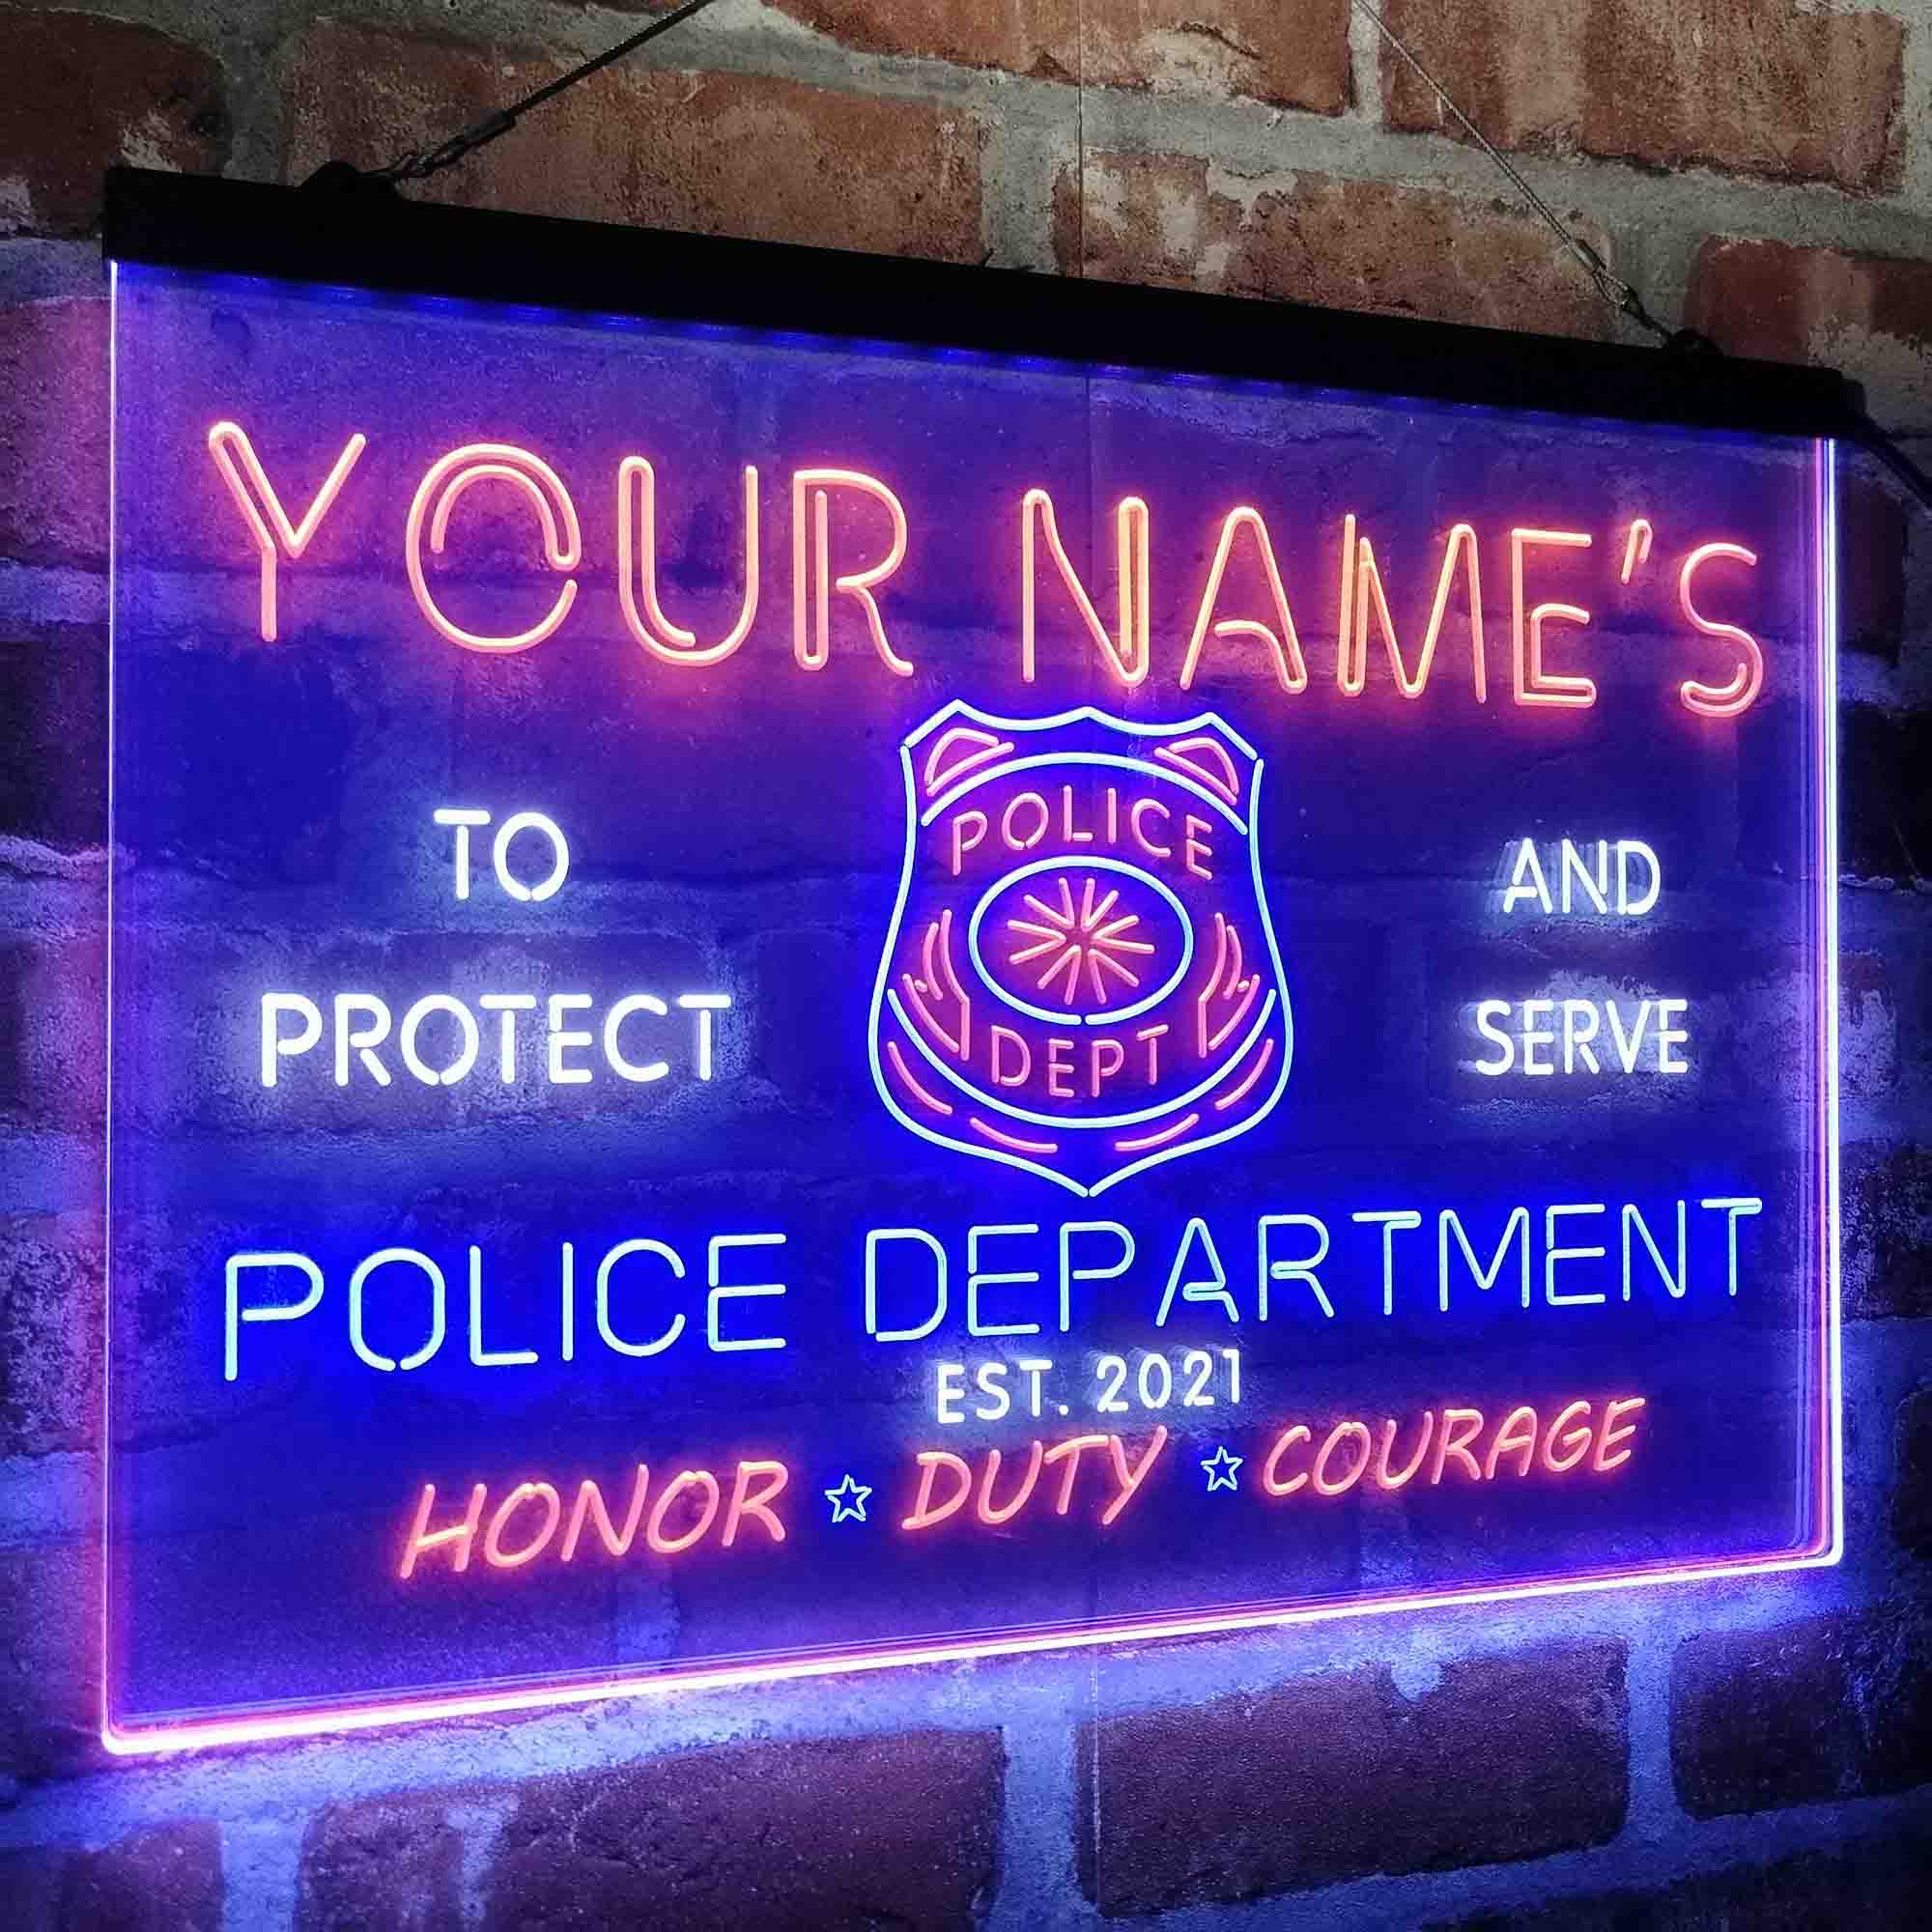 YOUR NAME'S
TO
PROTECT
POLICE
DEPT
AND
SERVE
POLICE DEPARTMENT
EST. 2021
HONOR ☆ DUTY ☆ COURAGE